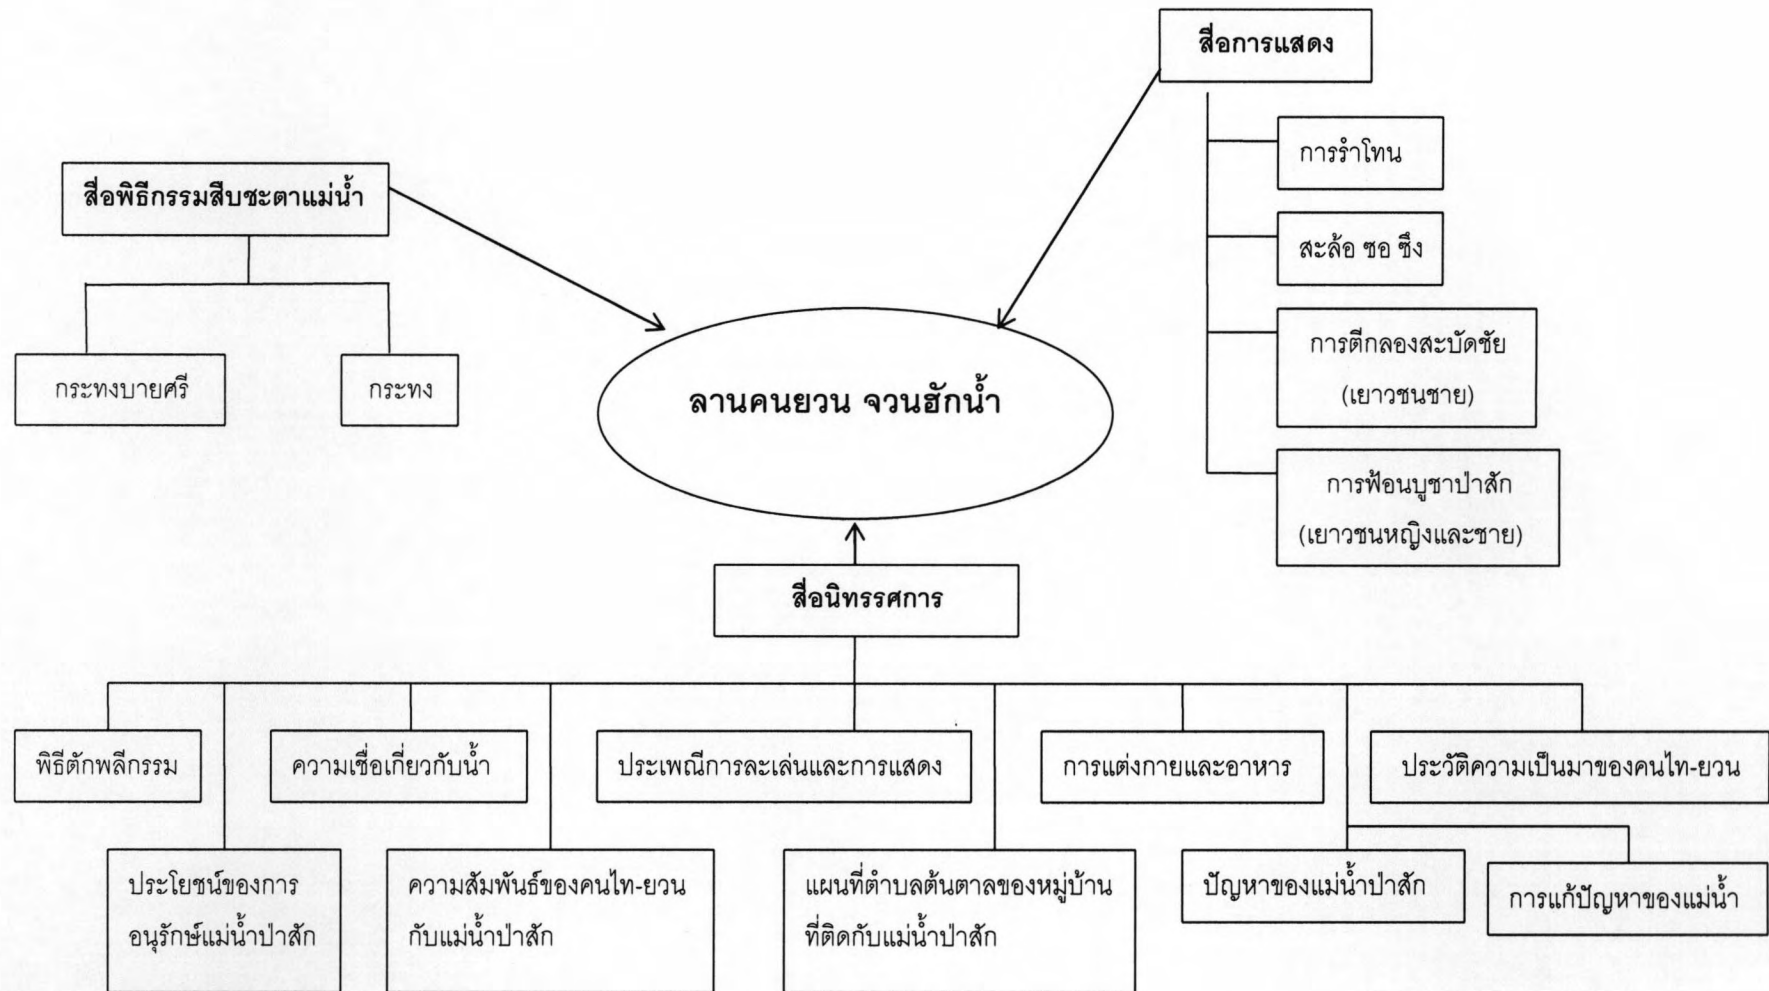 สื่อการแสดง
การรำโทน
สะล้อ ซอ ซึง
การตีกลองสะบัดชัย
(เยาวชนชาย)
การฟ้อนบูชาป่าสัก
(เยาวชนหญิงและชาย)
สื่อพิธีกรรมสืบชะตาแม่น้ำ
กระทงบายศรี
กระทง
ลานคนยวน จวนฮักน้ำ
สื่อนิทรรศการ
พิธีตักพลีกรรม
ความเชื่อเกี่ยวกับน้ำ
ประเพณีการละเล่นและการแสดง
การแต่งกายและอาหาร
ประวัติความเป็นมาของคนไท-ยวน
ประโยชน์ของการ
อนุรักษ์แม่น้ำป่าสัก
ความสัมพันธ์ของคนไท-ยวน
กับแม่น้ำป่าสัก
แผนที่ตำบลต้นตาลของหมู่บ้าน
ที่ติดกับแม่น้ำป่าสัก
ปัญหาของแม่น้ำป่าสัก
การแก้ปัญหาของแม่น้ำ